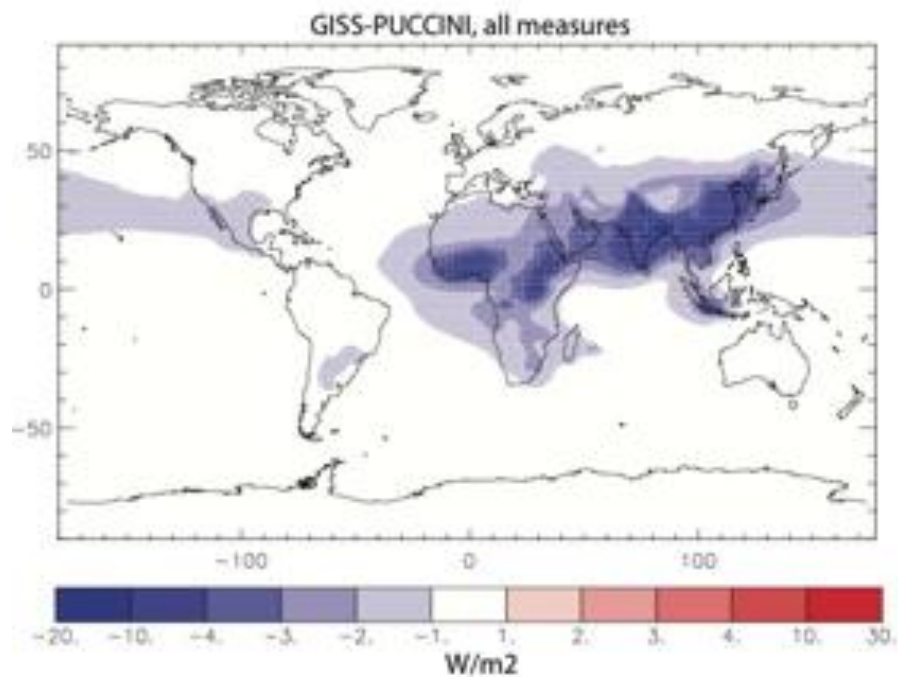 GISS-PUCCINI, all measures
50
0
-50
-100 0 100
-20. -10. -4. -3. -2. -1. 1. 2. 3. 4. 10. 30.
W/m2